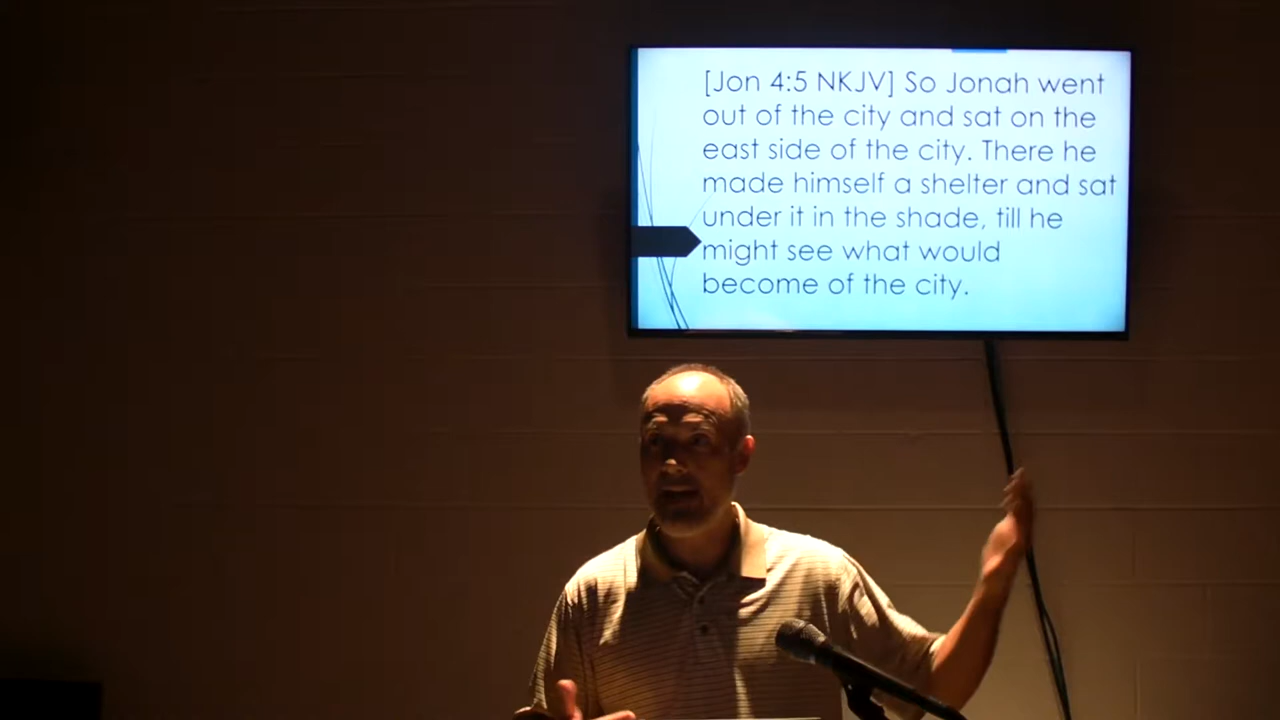 [Jon 4:5 NKJV] So Jonah went
out of the city and sat on the
east side of the city. There he
made himself a shelter and sat
under it in the shade, till he
might see what would
become of the city.